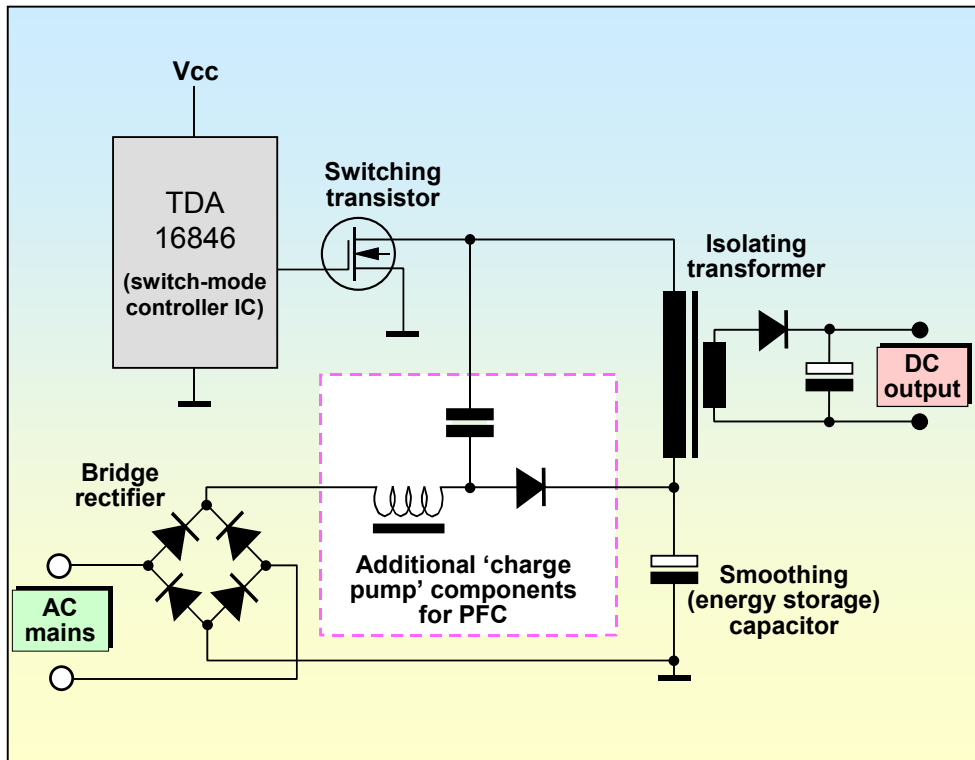 Vcc
TDA
16846
(switch-mode
controller IC)
Switching
transistor
Isolating
transformer
DC
output
Bridge
rectifier
AC
mains
Additional ‘charge
pump’ components
for PFC
Smoothing
(energy storage)
capacitor